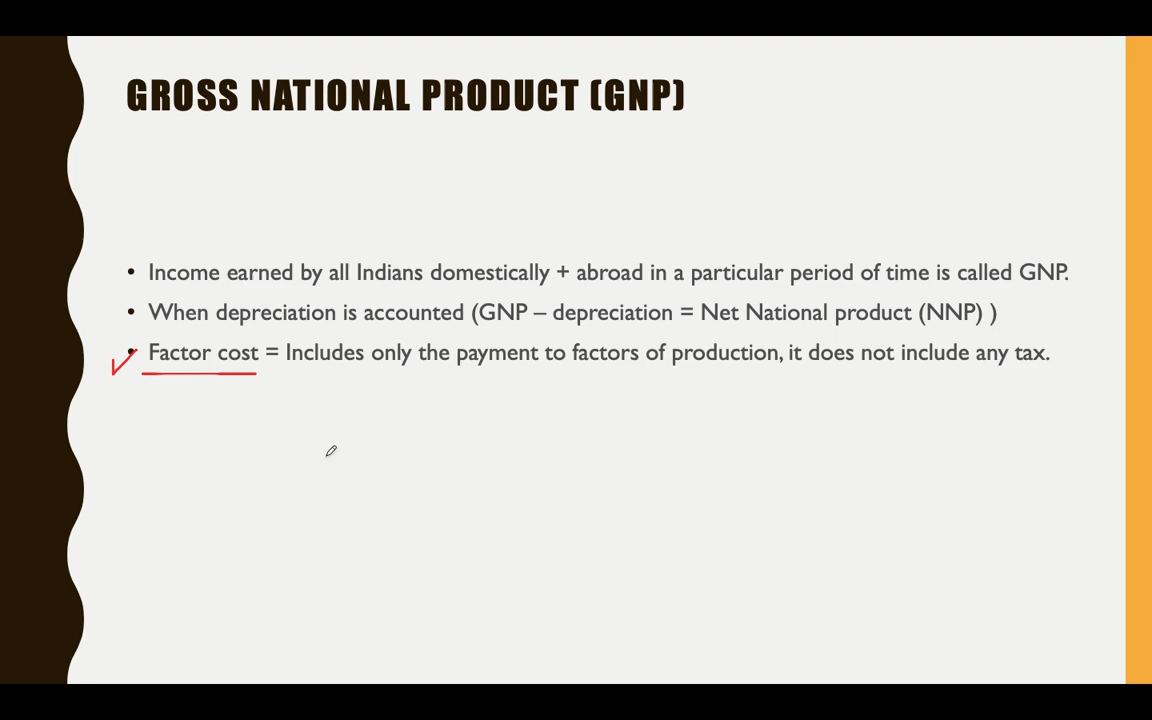 GROSS NATIONAL PRODUCT (GNP)
• Income earned by all Indians domestically + abroad in a particular period of time is called GNP.
• When depreciation is accounted (GNP – depreciation = Net National product (NNP) )
• Factor cost = Includes only the payment to factors of production, it does not include any tax.